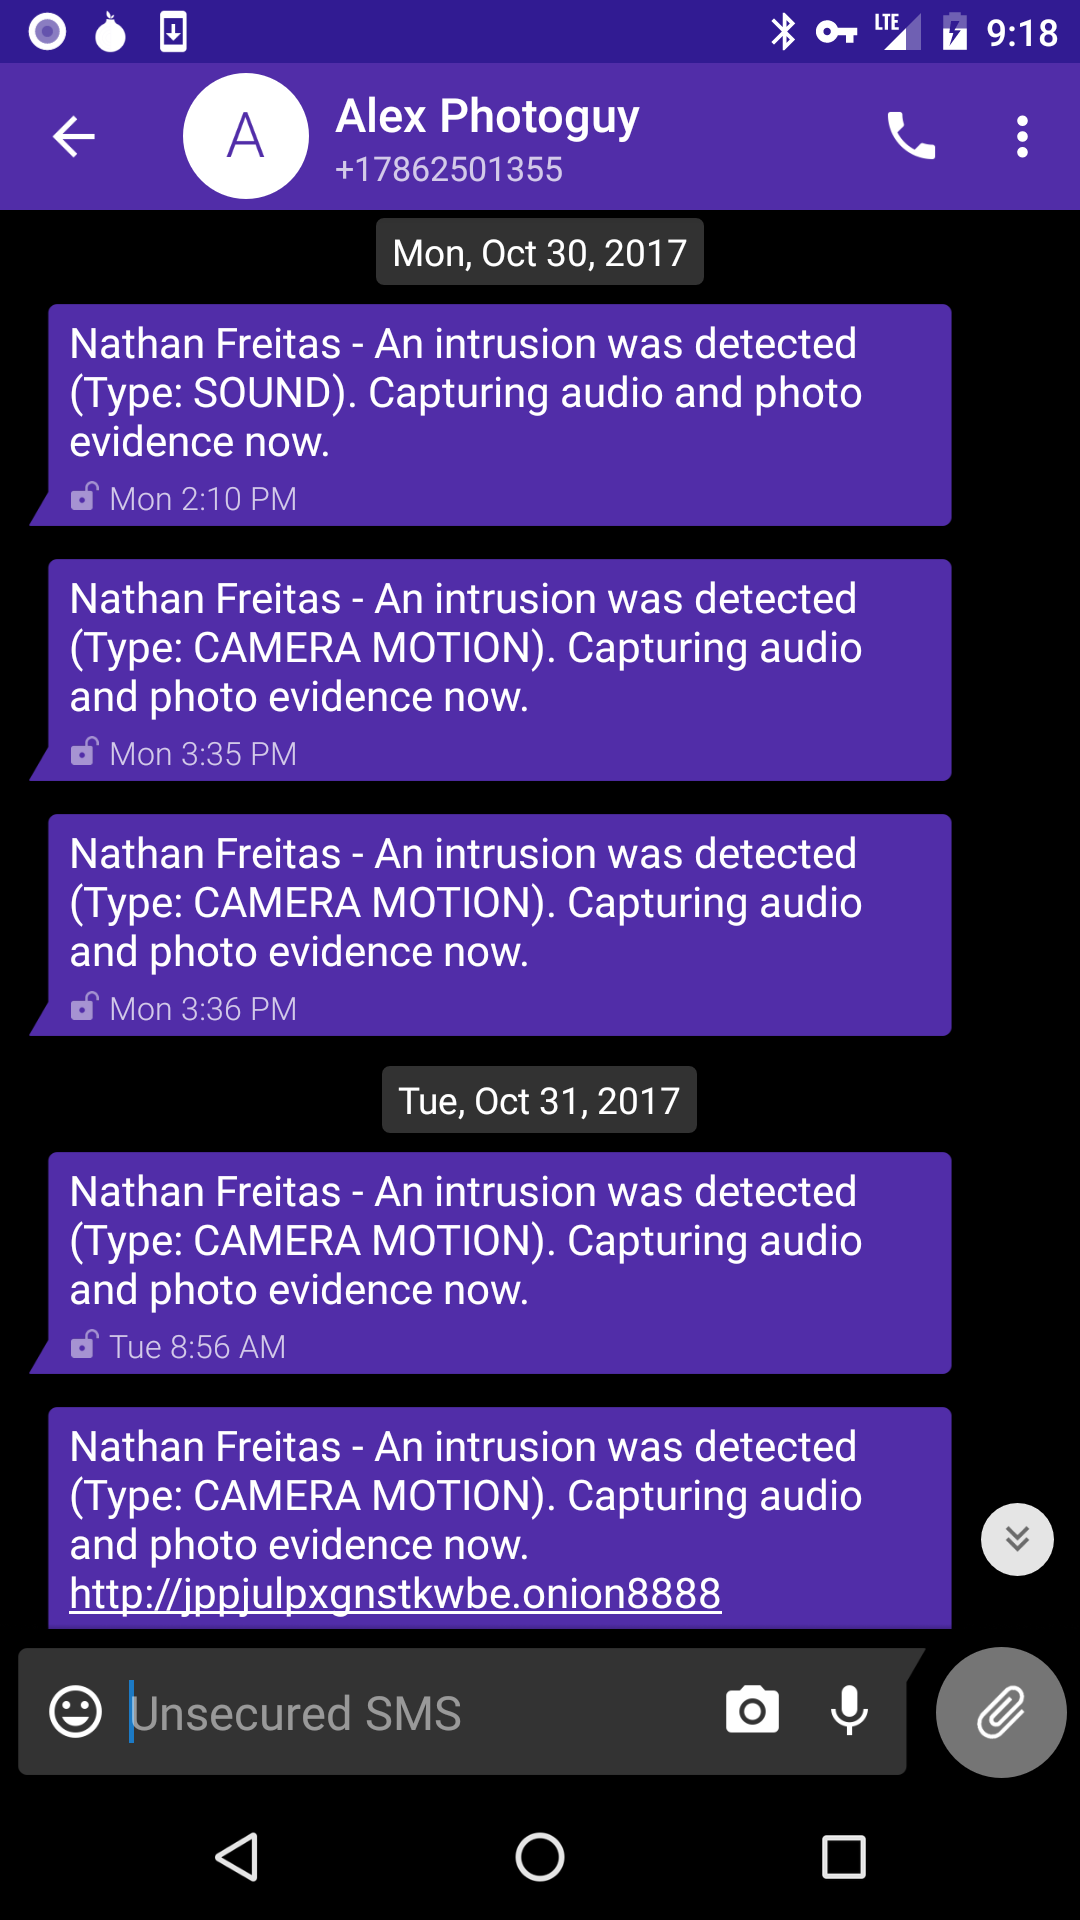 LTE 9:18
A
Alex Photoguy
+17862501355
Mon, Oct 30, 2017
Nathan Freitas - An intrusion was detected
(Type: SOUND). Capturing audio and photo
evidence now.
Mon 2:10 PM
Nathan Freitas - An intrusion was detected
(Type: CAMERA MOTION). Capturing audio
and photo evidence now.
Mon 3:35 PM
Nathan Freitas - An intrusion was detected
(Type: CAMERA MOTION). Capturing audio
and photo evidence now.
Mon 3:36 PM
Tue, Oct 31, 2017
Nathan Freitas - An intrusion was detected
(Type: CAMERA MOTION). Capturing audio
and photo evidence now.
Tue 8:56 AM
Nathan Freitas - An intrusion was detected
(Type: CAMERA MOTION). Capturing audio
and photo evidence now.
http://jppjulpxgnstkwbe.onion8888
Unsecured SMS